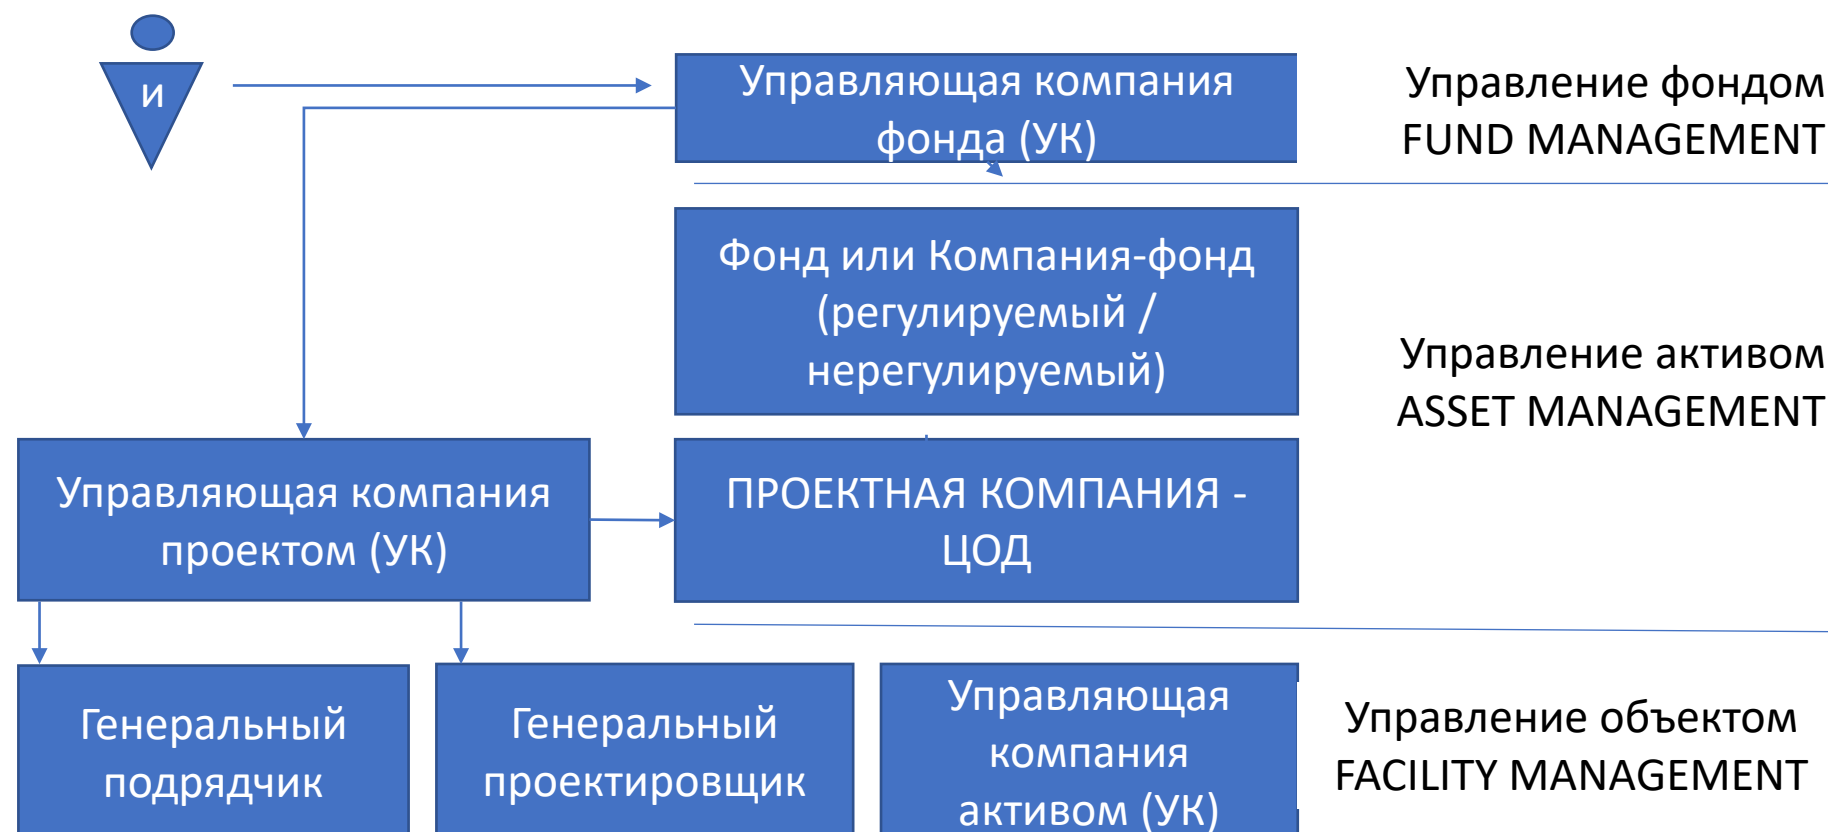 и
Управляющая компания
фонда (УК)
Управление фондом
FUND MANAGEMENT
Фонд или Компания-фонд
(регулируемый /
нерегулируемый)
Управление активом
ASSET MANAGEMENT
Управляющая компания
проектом (УК)
ПРОЕКТНАЯ КОМПАНИЯ -
ЦОД
Генеральный
подрядчик
Генеральный
проектировщик
Управляющая
компания
активом (УК)
Управление объектом
FACILITY MANAGEMENT